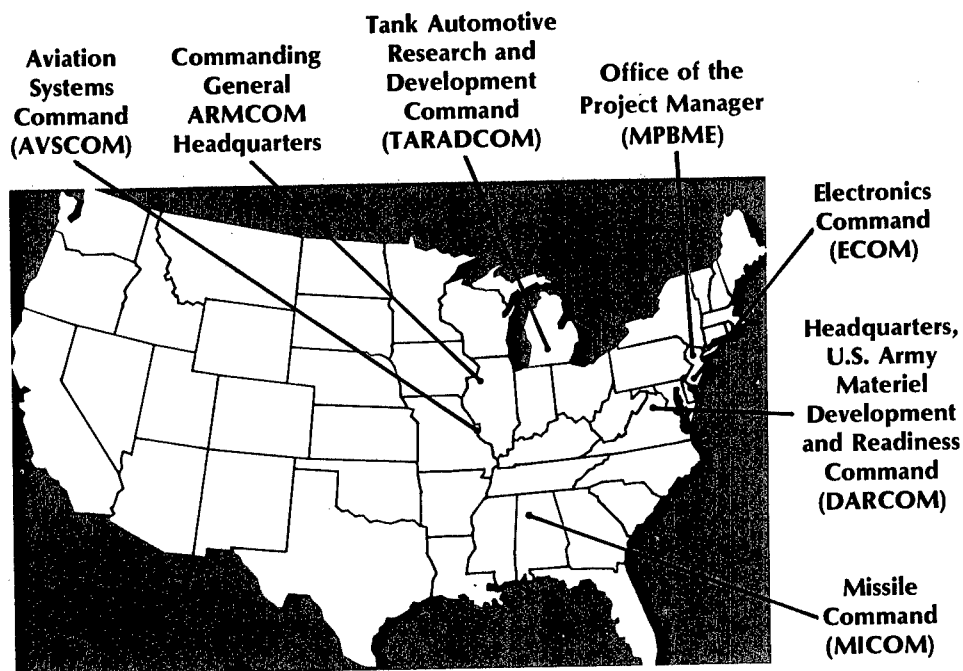 Aviation
Systems
Command
(AVSCOM)
Commanding
General
ARMCOM
Headquarters
Tank Automotive
Research and
Development
Command
(TARADCOM)
Office of the
Project Manager
(MPBME)
Electronics
Command
(ECOM)
Headquarters,
U.S. Army
Materiel
Development
and Readiness
Command
(DARCOM)
Missile
Command
(MICOM)